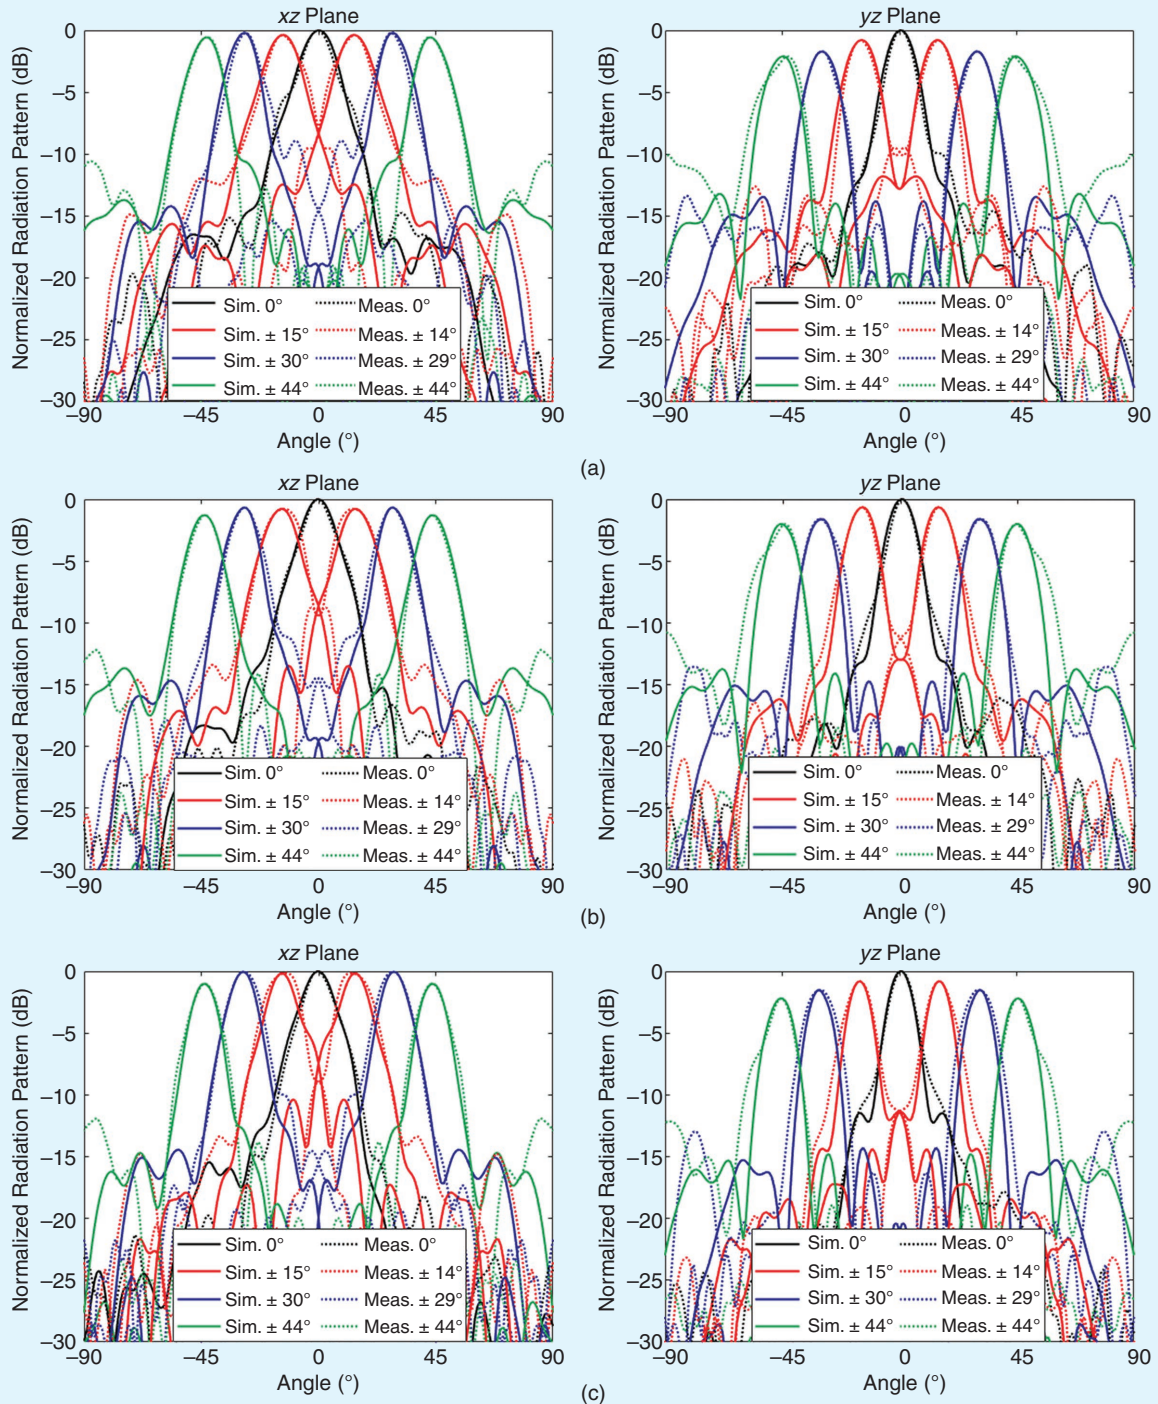 xz Plane
yz Plane
Normalized Radiation Pattern (dB)
0
–5
–10
–15
–20
–25
–30
Sim. 0° Meas. 0°
Sim. ± 15° Meas. ± 14°
Sim. ± 30° Meas. ± 29°
Sim. ± 44° Meas. ± 44°
–90 –45 0 45 90
Angle (°)
Normalized Radiation Pattern (dB)
0
–5
–10
–15
–20
–25
–30
Sim. 0° Meas. 0°
Sim. ± 15° Meas. ± 14°
Sim. ± 30° Meas. ± 29°
Sim. ± 44° Meas. ± 44°
–90 –45 0 45 90
Angle (°)
(a)
xz Plane
yz Plane
Normalized Radiation Pattern (dB)
0
–5
–10
–15
–20
–25
–30
Sim. 0° Meas. 0°
Sim. ± 15° Meas. ± 14°
Sim. ± 30° Meas. ± 29°
Sim. ± 44° Meas. ± 44°
–90 –45 0 45 90
Angle (°)
Normalized Radiation Pattern (dB)
0
–5
–10
–15
–20
–25
–30
Sim. 0° Meas. 0°
Sim. ± 15° Meas. ± 14°
Sim. ± 30° Meas. ± 29°
Sim. ± 44° Meas. ± 44°
–90 –45 0 45 90
Angle (°)
(b)
xz Plane
yz Plane
Normalized Radiation Pattern (dB)
0
–5
–10
–15
–20
–25
–30
Sim. 0° Meas. 0°
Sim. ± 15° Meas. ± 14°
Sim. ± 30° Meas. ± 29°
Sim. ± 44° Meas. ± 44°
–90 –45 0 45 90
Angle (°)
Normalized Radiation Pattern (dB)
0
–5
–10
–15
–20
–25
–30
Sim. 0° Meas. 0°
Sim. ± 15° Meas. ± 14°
Sim. ± 30° Meas. ± 29°
Sim. ± 44° Meas. ± 44°
–90 –45 0 45 90
Angle (°)
(c)